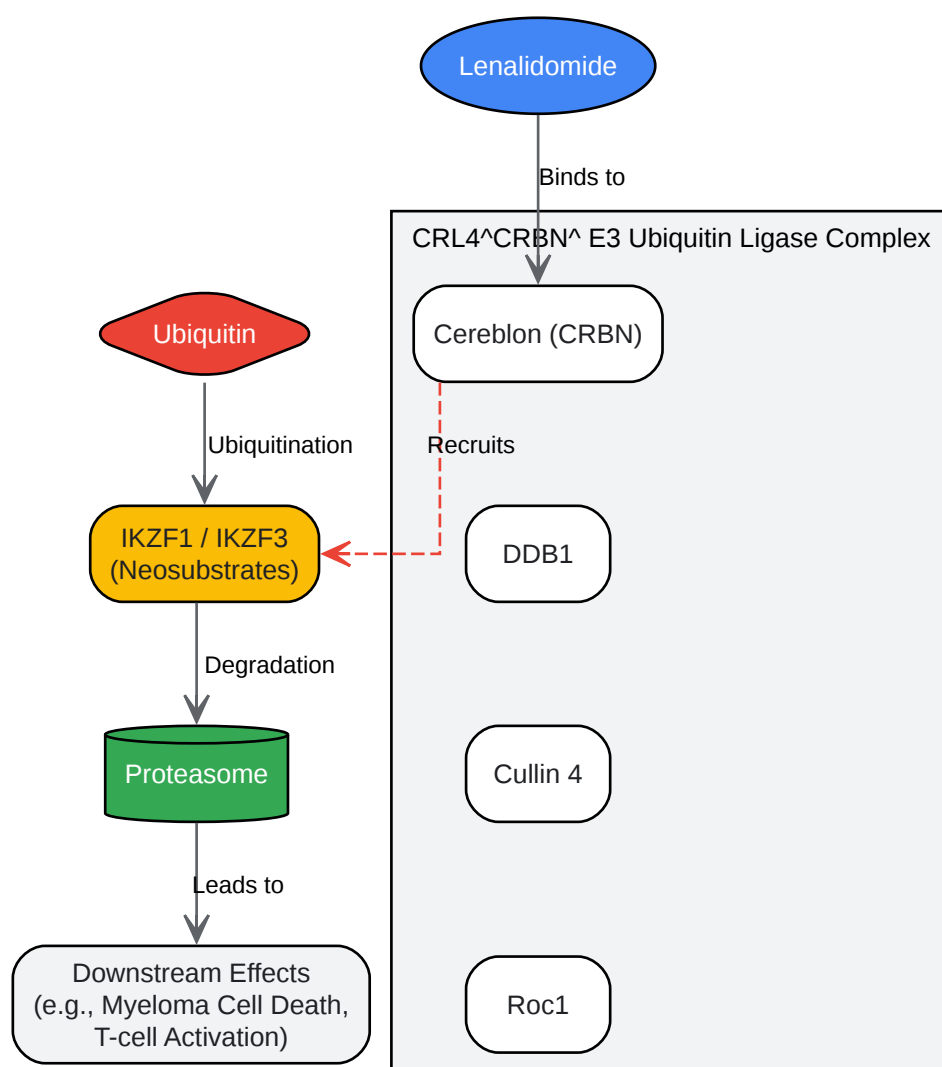 Lenalidomide
Binds to
CRL4^CRBN^ E3 Ubiquitin Ligase Complex
Cereblon (CRBN)
Ubiquitin
Ubiquitination
Recruits
IKZF1 / IKZF3
(Neosubstrates)
DDB1
Degradation
Proteasome
Cullin 4
Leads to
Downstream Effects
(e.g., Myeloma Cell Death,
T-cell Activation)
Roc1